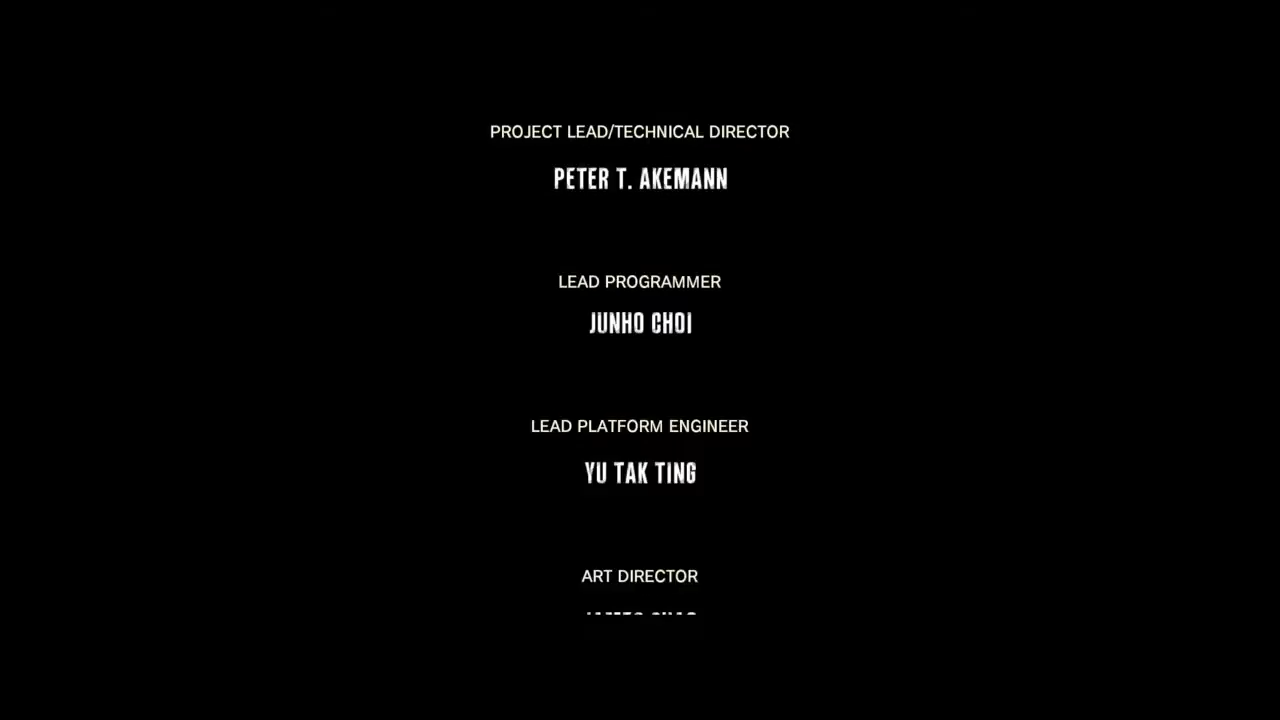 PROJECT LEAD/TECHNICAL DIRECTOR
PETER T. AKEMANN
LEAD PROGRAMMER
JUNHO CHOI
LEAD PLATFORM ENGINEER
YU TAK TING
ART DIRECTOR